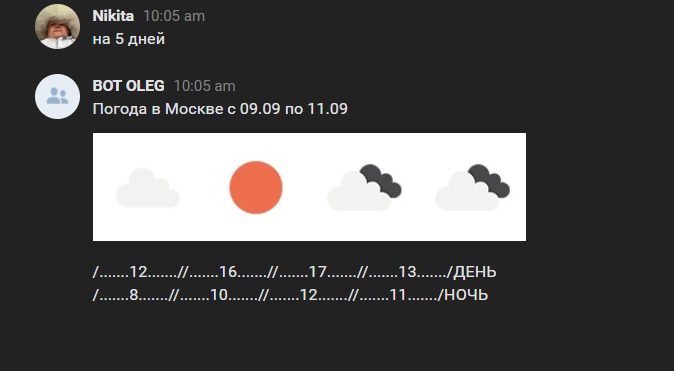 Nikita 10:05 am
на 5 дней
BOT OLEG 10:05 am
Погода в Москве с 09.09 по 11.09
/.......12.......//.......16.......//.......17.......//.......13......./ДЕНЬ
/.......8.......//.......10.......//.......12.......//.......11......./НОЧЬ